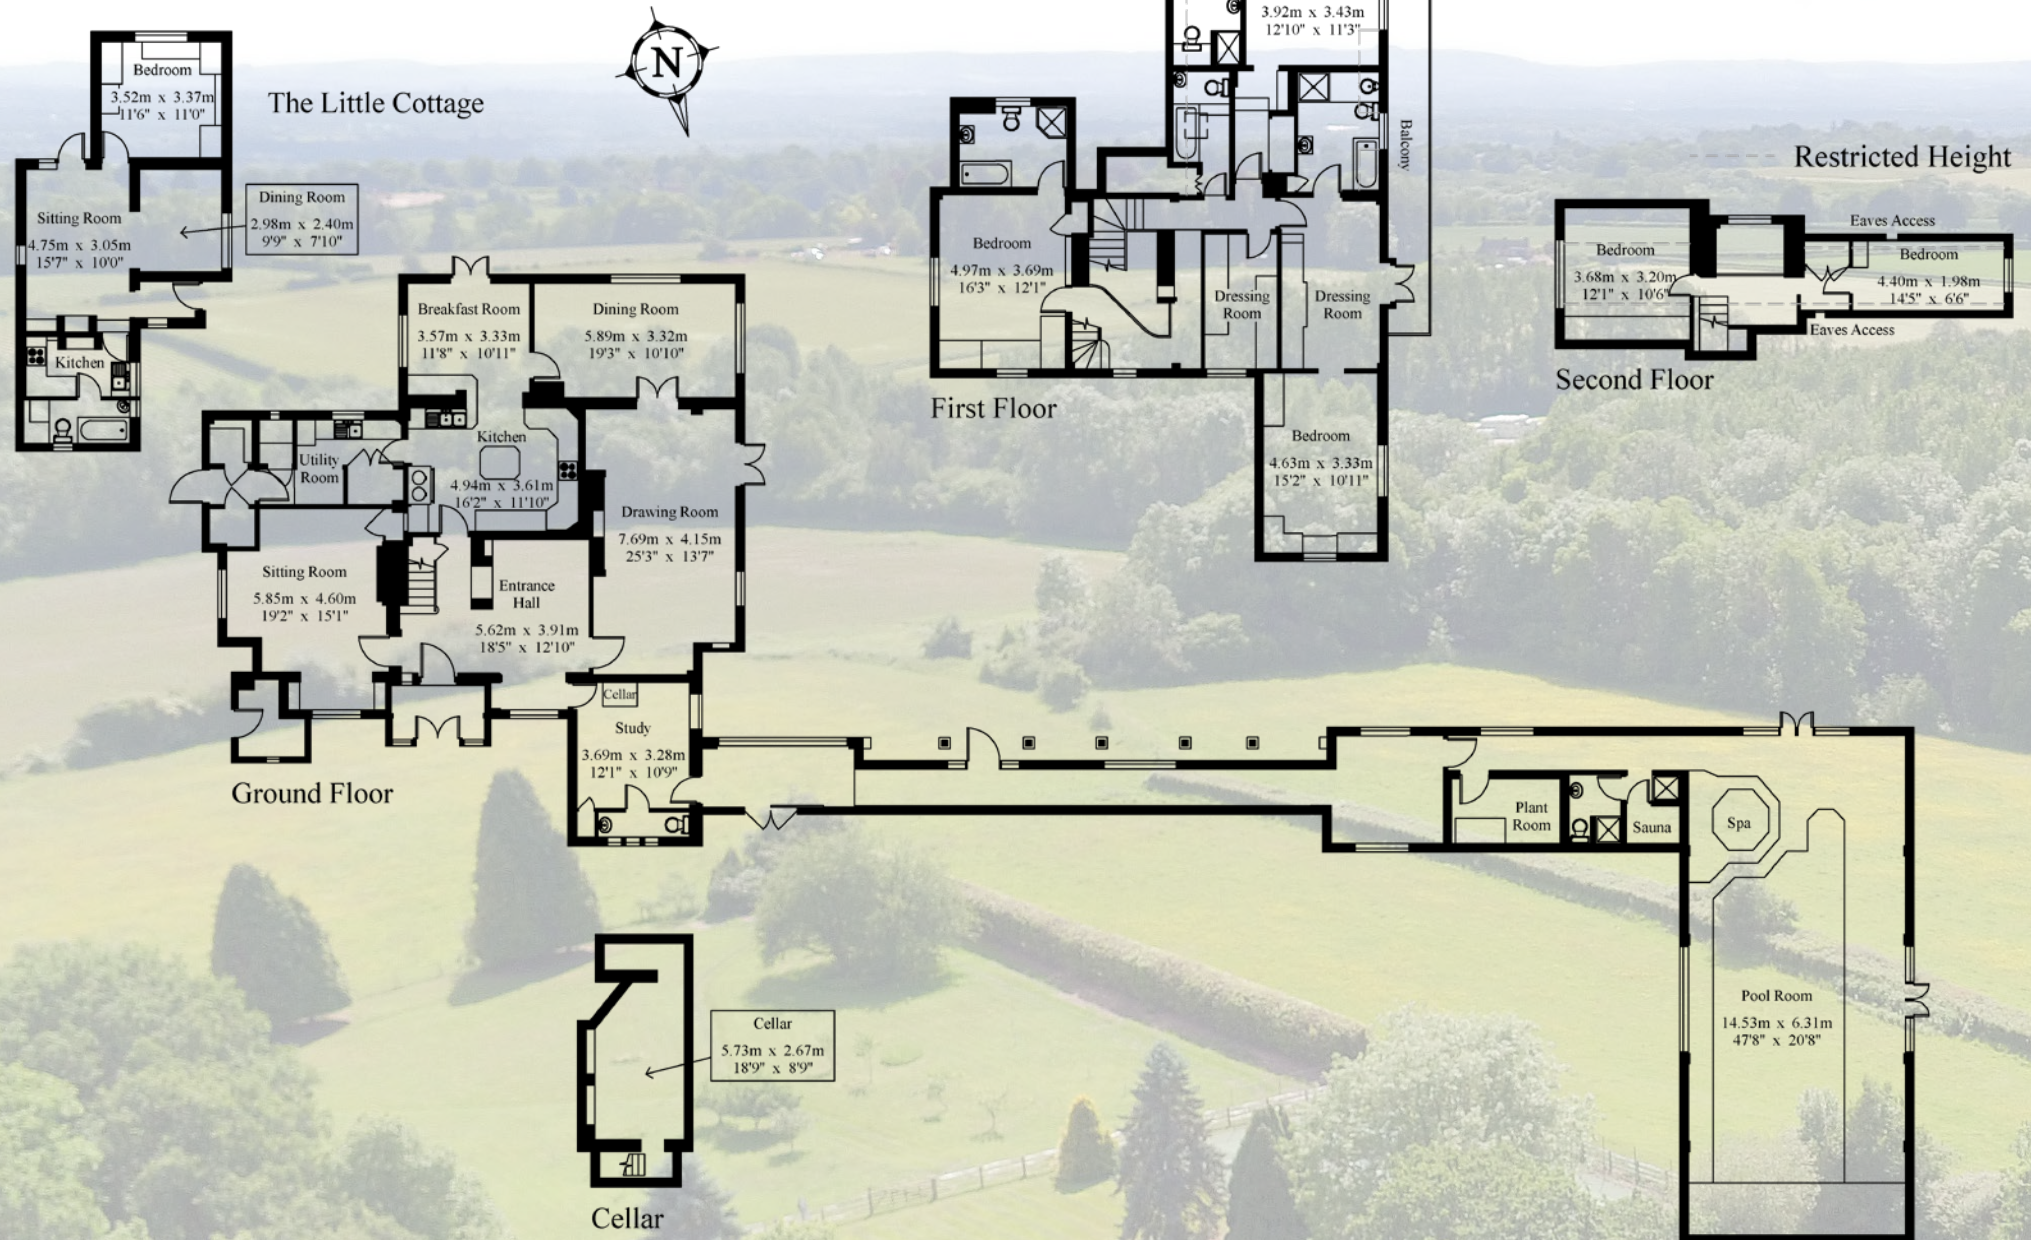 The Little Cottage
Bedroom
3.52m x 3.37m
11'6" x 11'0"
Dining Room
2.98m x 2.40m
9'9" x 7'10"
Sitting Room
4.75m x 3.05m
15'7" x 10'0"
Kitchen
N
Breakfast Room
3.57m x 3.33m
11'8" x 10'11"
Dining Room
5.89m x 3.32m
19'3" x 10'10"
Kitchen
4.94m x 3.61m
16'2" x 11'10"
Utility
Room
Drawing Room
7.69m x 4.15m
25'3" x 13'7"
Sitting Room
5.85m x 4.60m
19'2" x 15'1"
Entrance
Hall
5.62m x 3.91m
18'5" x 12'10"
Cellar
Study
3.69m x 3.28m
12'1" x 10'9"
Ground Floor
Plant
Room
Sauna
Spa
Pool Room
14.53m x 6.31m
47'8" x 20'8"
Cellar
5.73m x 2.67m
18'9" x 8'9"
Cellar
3.92m x 3.43m
12'10" x 11'3"
Balcony
Bedroom
4.97m x 3.69m
16'3" x 12'1"
Dressing
Room
Dressing
Room
Bedroom
4.63m x 3.33m
15'2" x 10'11"
First Floor
Restricted Height
Eaves Access
Bedroom
3.68m x 3.20m
12'1" x 10'6"
Bedroom
4.40m x 1.98m
14'5" x 6'6"
Eaves Access
Second Floor